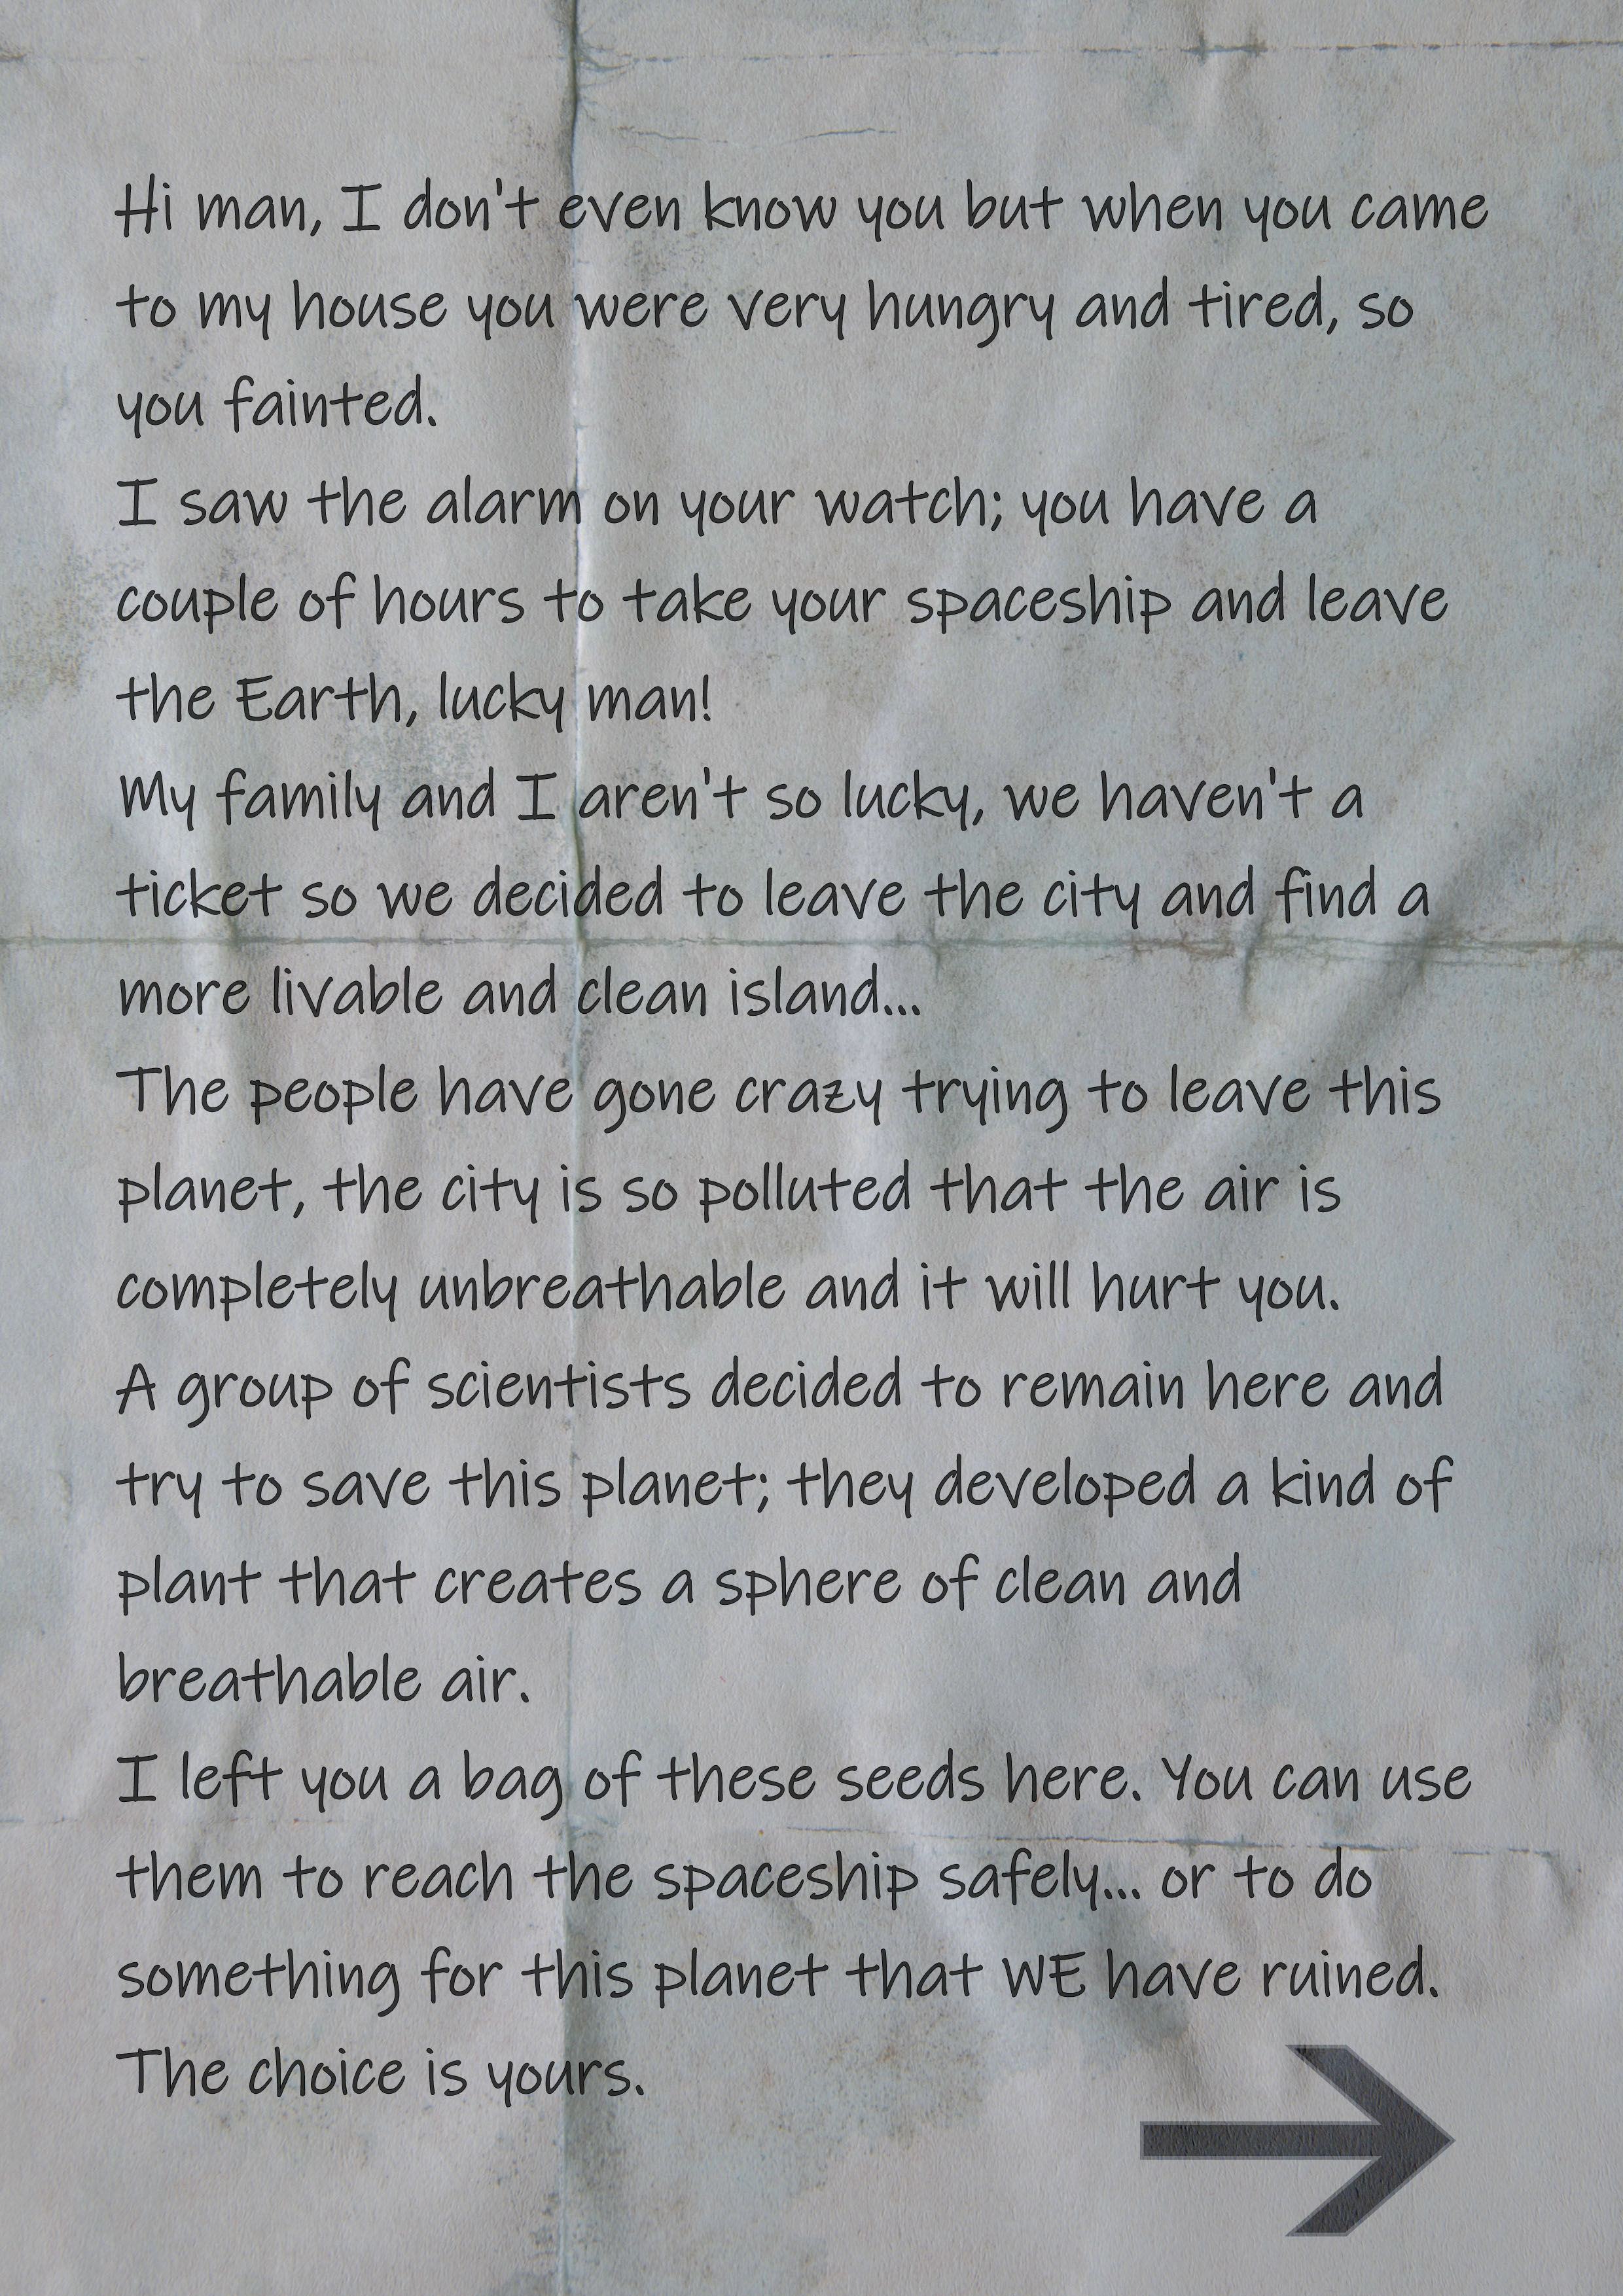 Hi man, I don't even know you but when you came
to my house you were very hungry and tired, so
you fainted.
I saw the alarm on your watch; you have a
couple of hours to take your spaceship and leave
the Earth, lucky man!
My family and I aren't so lucky, we haven't a
ticket so we decided to leave the city and find a
more livable and clean island...
The people have gone crazy trying to leave this
planet, the city is so polluted that the air is
completely unbreathable and it will hurt you.
A group of scientists decided to remain here and
try to save this planet; they developed a kind of
plant that creates a sphere of clean and
breathable air.
I left you a bag of these seeds here. You can use
them to reach the spaceship safely... or to do
something for this planet that WE have ruined.
The choice is yours.